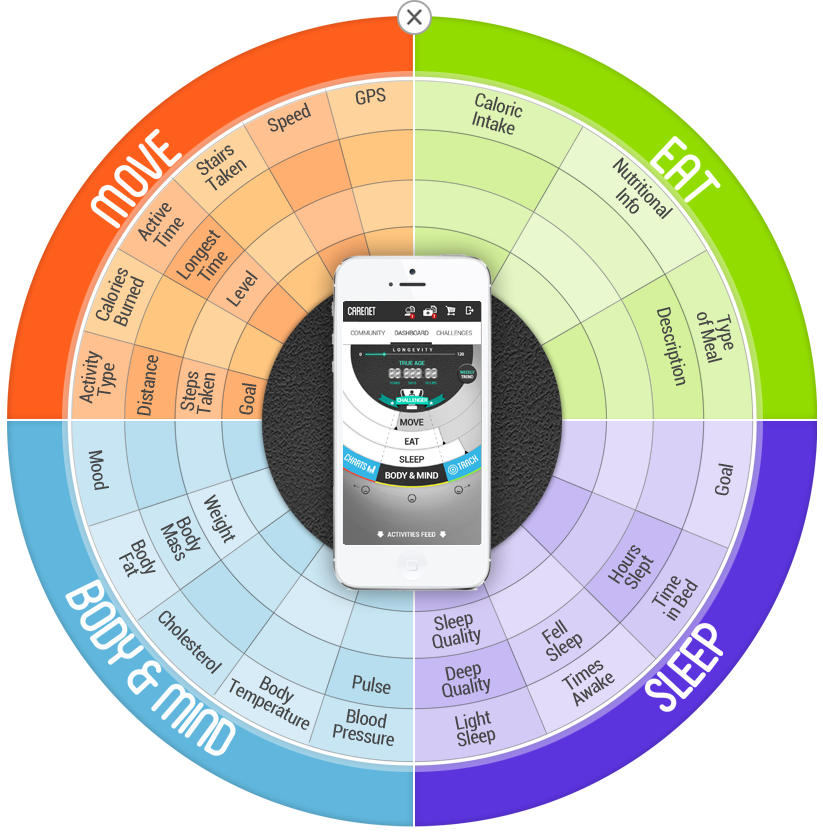 MOVE
GPS
Speed
Stairs
Taken
Active
Time
Longest
Time
Level
Calories
Burned
Activity
Type
Distance
Steps
Taken
Goal
EAT
Caloric
Intake
Nutritional
Info
Type
of Meal
Description
CARENET
COMMUNITY DASHBOARD CHALLENGES
LONGEVITY
0 120
TRUE AGE
WEEKLY
TREND
CHALLENGER
MOVE
EAT
SLEEP
BODY & MIND
CHARTS
TRACK
ACTIVITIES FEED
BODY & MIND
Mood
Body
Fat
Body
Mass
Weight
Cholesterol
Body
Temperature
Pulse
Blood
Pressure
SLEEP
Goal
Time
in Bed
Hours
Slept
Fell
Sleep
Times
Awake
Sleep
Quality
Deep
Quality
Light
Sleep